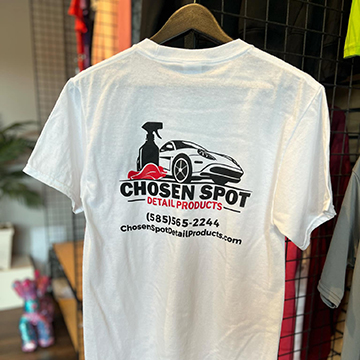 CHOSEN SPOT
DETAIL PRODUCTS
(585)565-2244
ChosenSpotDetailProducts.com